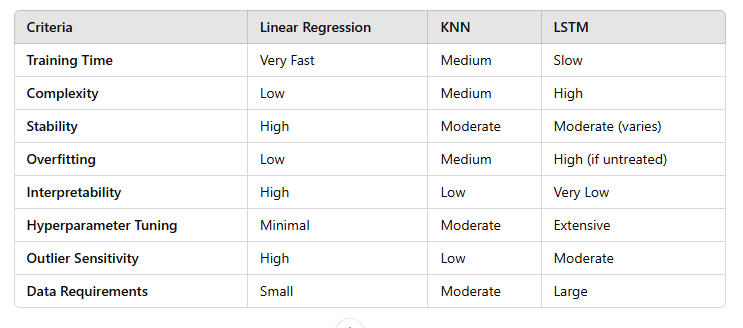 Criteria Linear Regression KNN LSTM
Training Time Very Fast Medium Slow
Complexity Low Medium High
Stability High Moderate Moderate (varies)
Overfitting Low Medium High (if untreated)
Interpretability High Low Very Low
Hyperparameter Tuning Minimal Moderate Extensive
Outlier Sensitivity High Low Moderate
Data Requirements Small Moderate Large